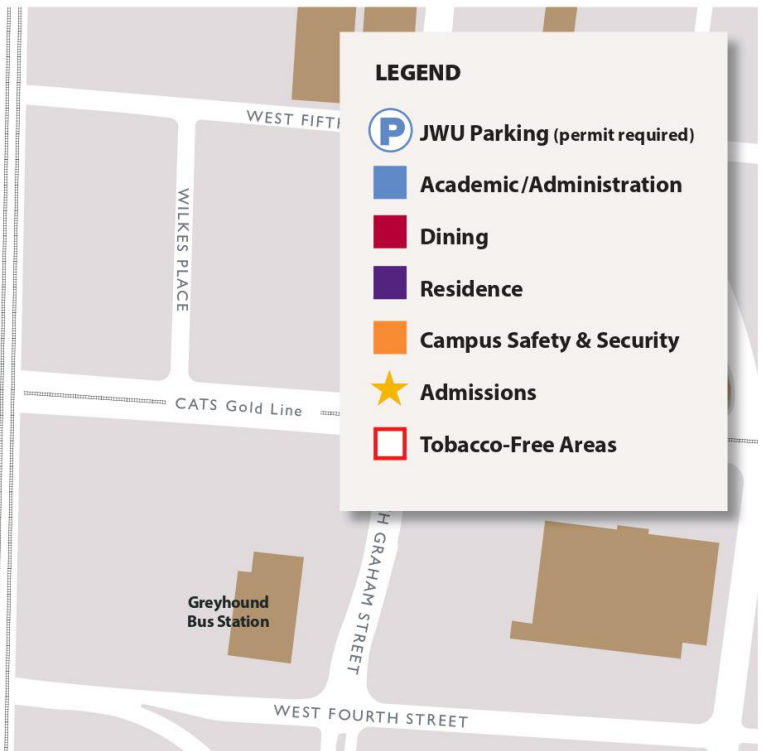 LEGEND
P
JWU Parking (permit required)
Academic/Administration
Dining
Residence
Campus Safety & Security
Admissions
Tobacco-Free Areas
WEST FIFT
WILKES PLACE
CATS Gold Line
H GRAHAM STREET
Greyhound
Bus Station
WEST FOURTH STREET